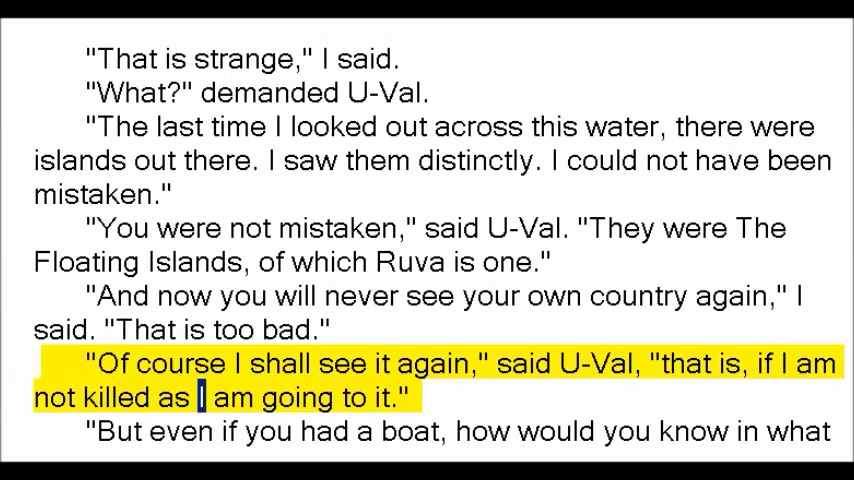 "That is strange," I said.
"What?" demanded U-Val.
"The last time I looked out across this water, there were
islands out there. I saw them distinctly. I could not have been
mistaken."
"You were not mistaken," said U-Val. "They were The
Floating Islands, of which Ruva is one."
"And now you will never see your own country again," I
said. "That is too bad."
"Of course I shall see it again," said U-Val, "that is, if I am
not killed as I am going to it."
"But even if you had a boat, how would you know in what